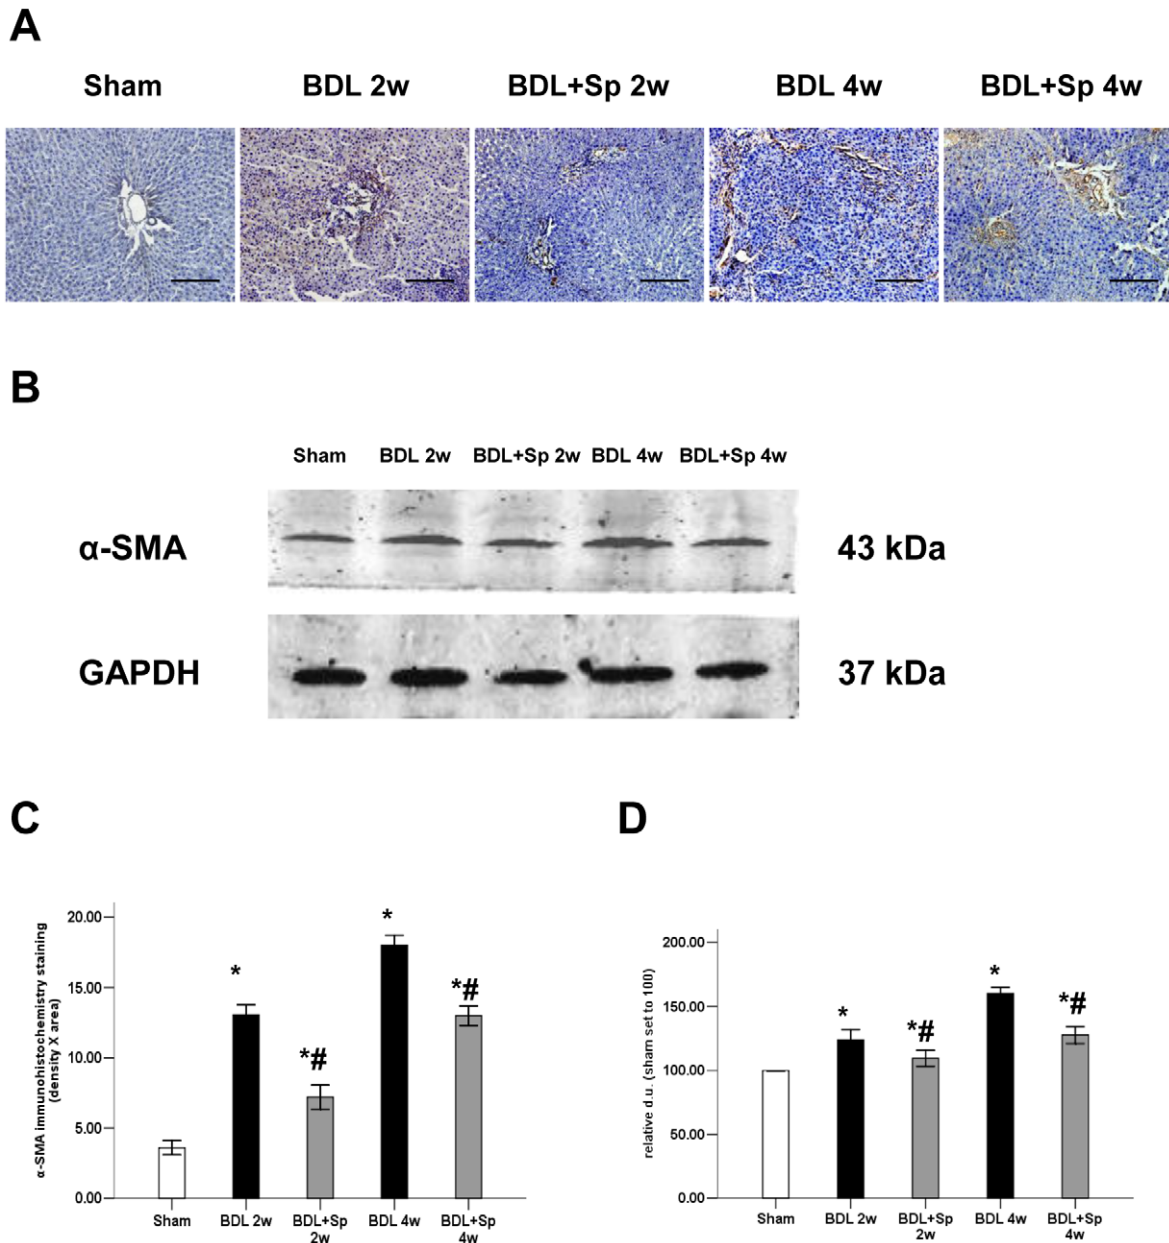 A
Sham BDL 2w BDL+Sp 2w BDL 4w BDL+Sp 4w
B
Sham BDL 2w BDL+Sp 2w BDL 4w BDL+Sp 4w
α-SMA 43 kDa
GAPDH 37 kDa
C
α-SMA immunohistochemistry staining
(density X area)
20.00
15.00
10.00
5.00
0.00
*
*#
*
*#
Sham BDL 2w BDL+Sp 2w BDL 4w BDL+Sp 4w
D
relative d.u. (sham set to 100)
200.00
150.00
100.00
50.00
0.00
*
*#
*
*#
Sham BDL 2w BDL+Sp 2w BDL 4w BDL+Sp 4w